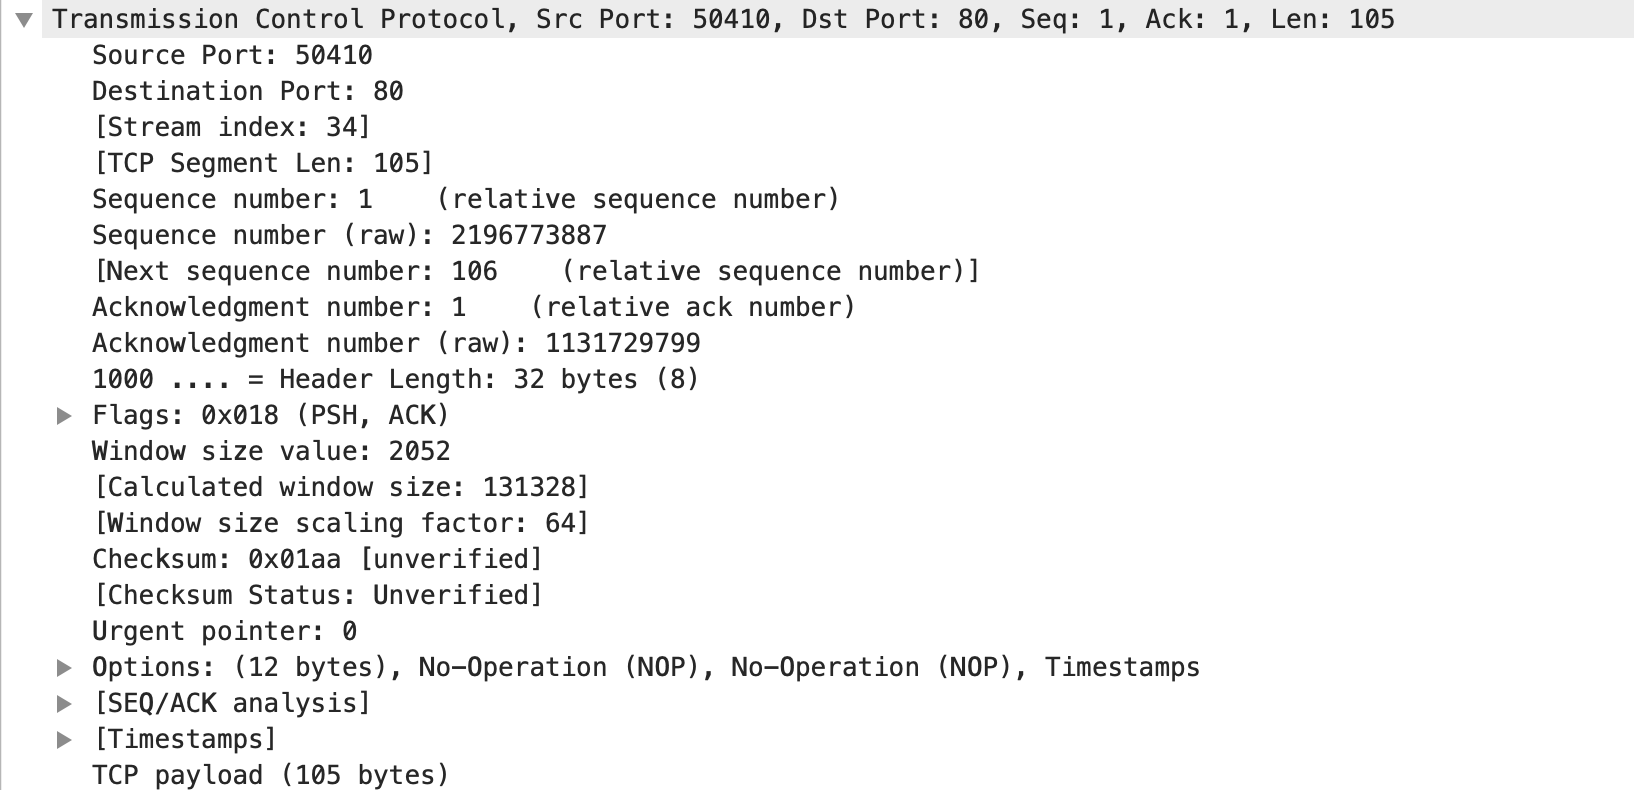 Transmission Control Protocol, Src Port: 50410, Dst Port: 80, Seq: 1, Ack: 1, Len: 105
Source Port: 50410
Destination Port: 80
[Stream index: 34]
[TCP Segment Len: 105]
Sequence number: 1    (relative sequence number)
Sequence number (raw): 2196773887
[Next sequence number: 106    (relative sequence number)]
Acknowledgment number: 1    (relative ack number)
Acknowledgment number (raw): 1131729799
1000 .... = Header Length: 32 bytes (8)
Flags: 0x018 (PSH, ACK)
Window size value: 2052
[Calculated window size: 131328]
[Window size scaling factor: 64]
Checksum: 0x01aa [unverified]
[Checksum Status: Unverified]
Urgent pointer: 0
Options: (12 bytes), No-Operation (NOP), No-Operation (NOP), Timestamps
[SEQ/ACK analysis]
[Timestamps]
TCP payload (105 bytes)